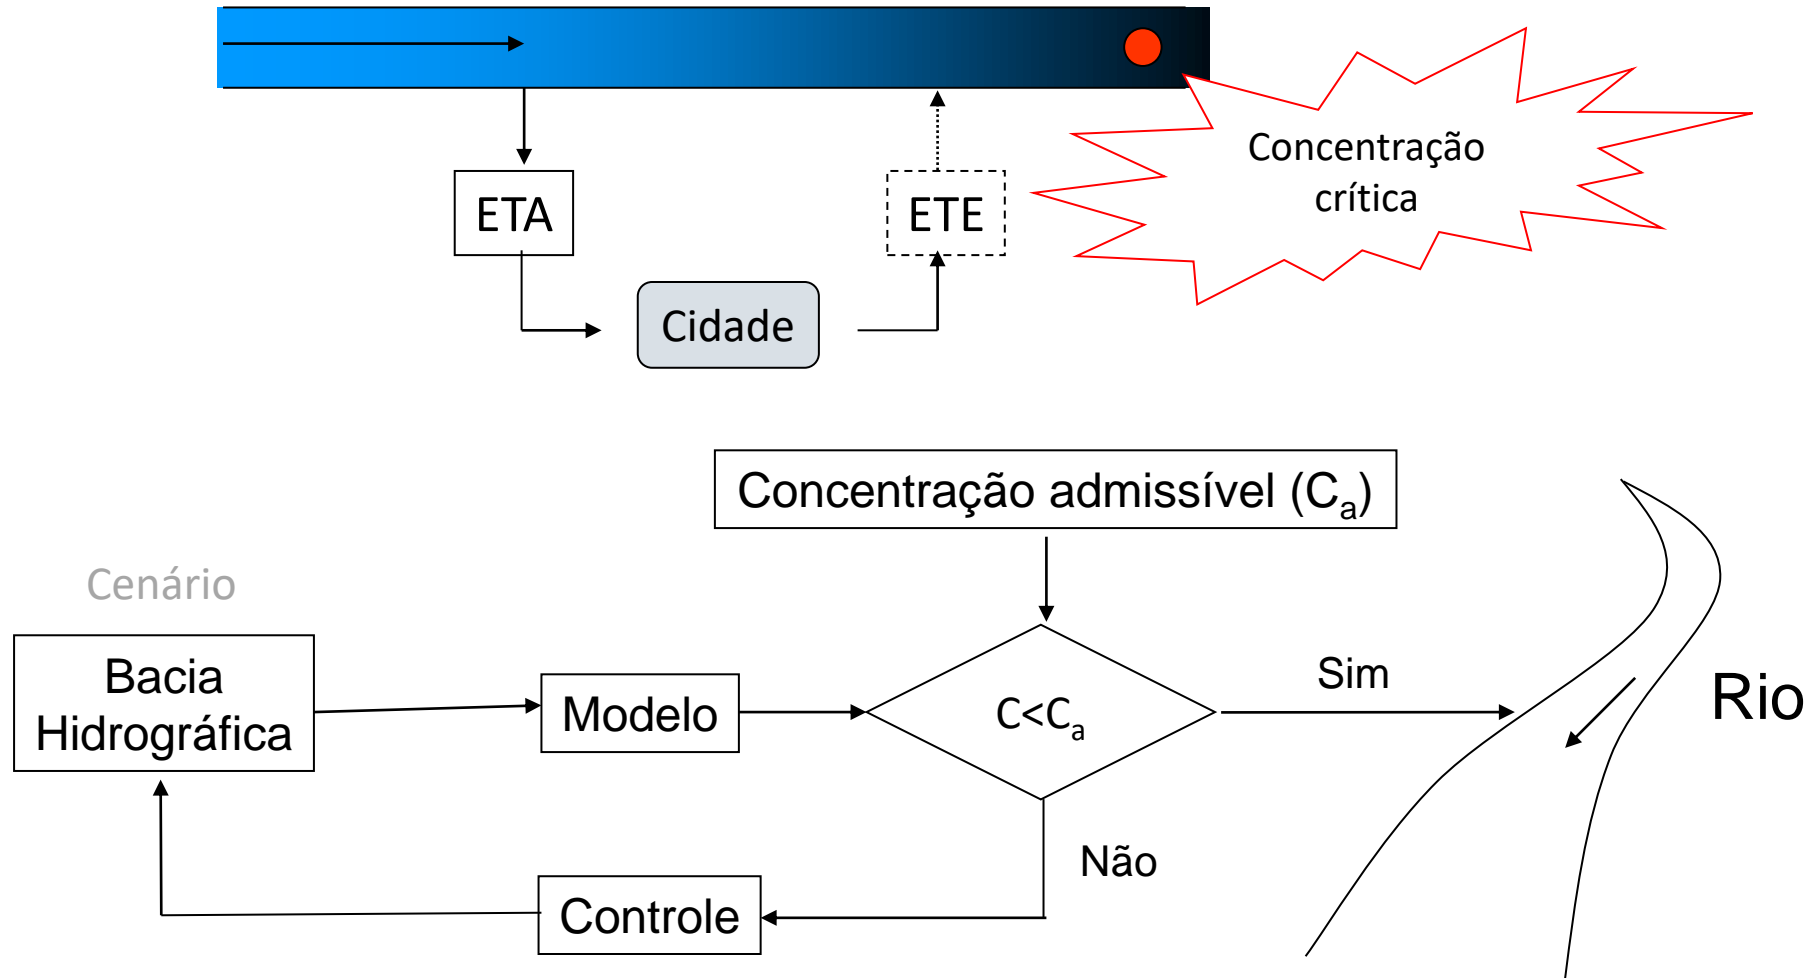 Concentração
crítica
ETA
ETE
Cidade
Concentração admissível (Ca)
Cenário
Bacia
Hidrográfica
Modelo
C<Ca
Sim
Rio
Não
Controle